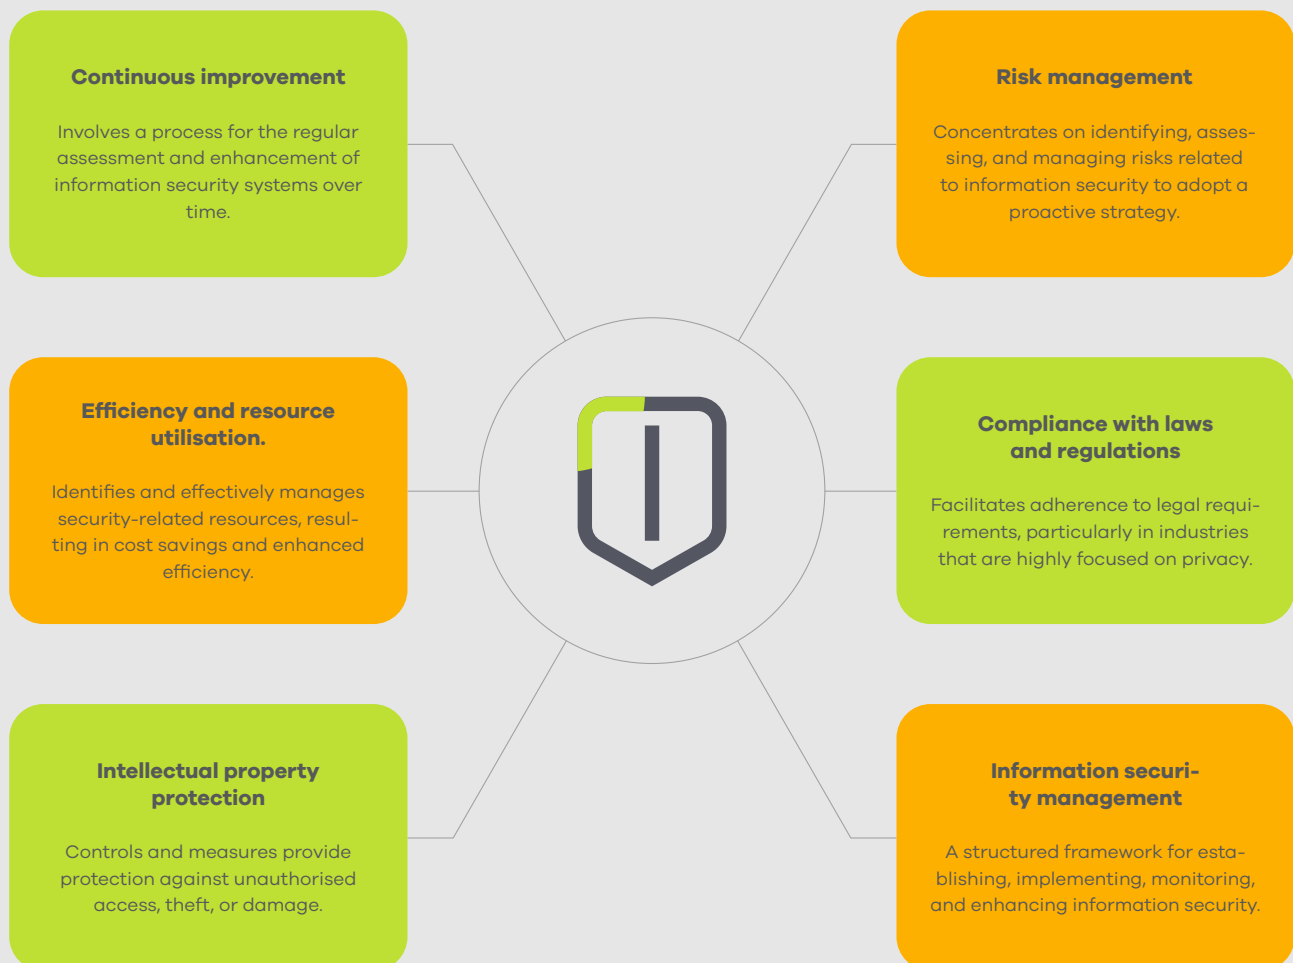 Continuous improvement
Involves a process for the regular
assessment and enhancement of
information security systems over
time.
Risk management
Concentrates on identifying, asses-
sing, and managing risks related
to information security to adopt a
proactive strategy.
Efficiency and resource
utilisation.
Identifies and effectively manages
security-related resources, resul-
ting in cost savings and enhanced
efficiency.
Compliance with laws
and regulations
Facilitates adherence to legal requi-
rements, particularly in industries
that are highly focused on privacy.
Intellectual property
protection
Controls and measures provide
protection against unauthorised
access, theft, or damage.
Information securi-
ty management
A structured framework for esta-
blishing, implementing, monitoring,
and enhancing information security.